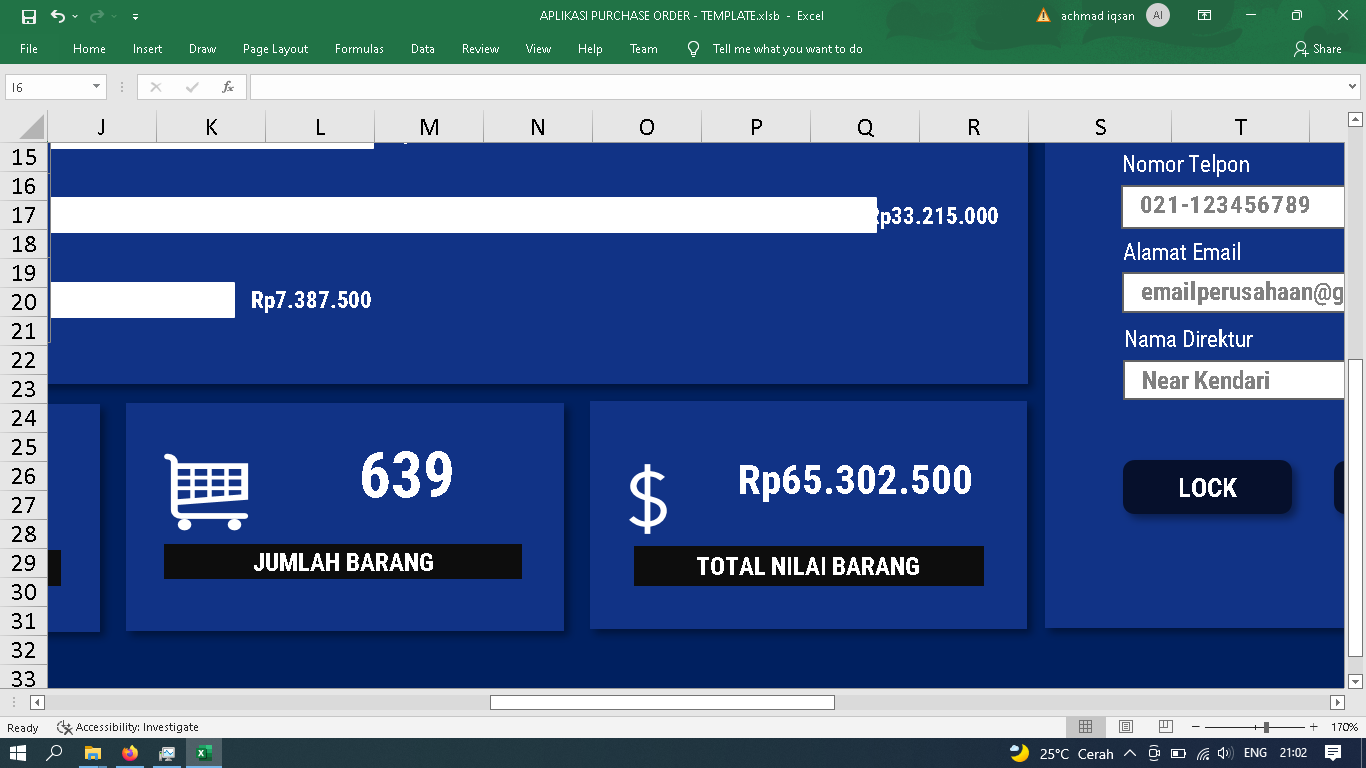 APLIKASI PURCHASE ORDER - TEMPLATE.xlsb - Excel
achmad iqsan AI
File Home Insert Draw Page Layout Formulas Data Review View Help Team Tell me what you want to do Share
I6 fx
J K L M N O P Q R S T
15 Nomor Telpon
16
17 Rp33.215.000 021-123456789
18
19 Alamat Email
20 Rp7.387.500 emailperusahaan@g
21
22 Nama Direktur
23 Near Kendari
24
25
26 639 $ Rp65.302.500 LOCK
27
28
29 JUMLAH BARANG TOTAL NILAI BARANG
30
31
32
33
Ready Accessibility: Investigate 170%
25°C Cerah ENG 21:02